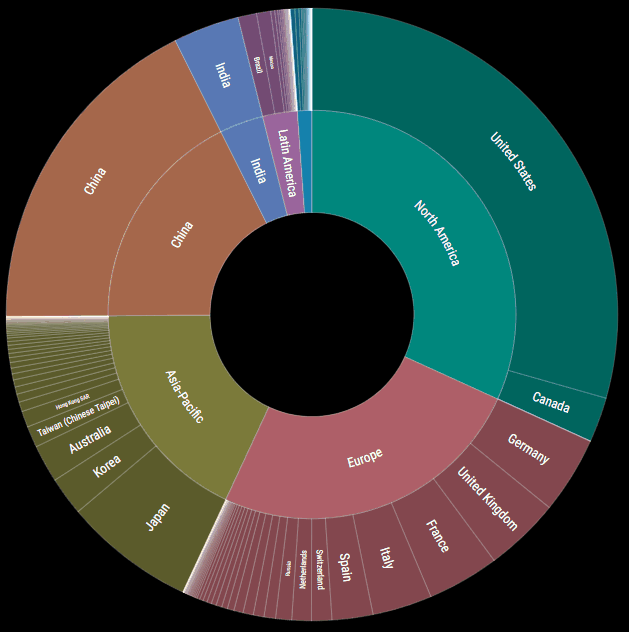 United States
Canada
North America
Germany
United Kingdom
France
Italy
Spain
Switzerland
Netherlands
Russia
Europe
Japan
Korea
Australia
Taiwan (Chinese Taipei)
Hong Kong SAR
Asia-Pacific
China
China
India
India
Brazil
Mexico
Latin America